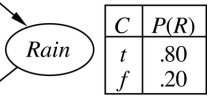 Rain
C P(R)
t .80
f .20